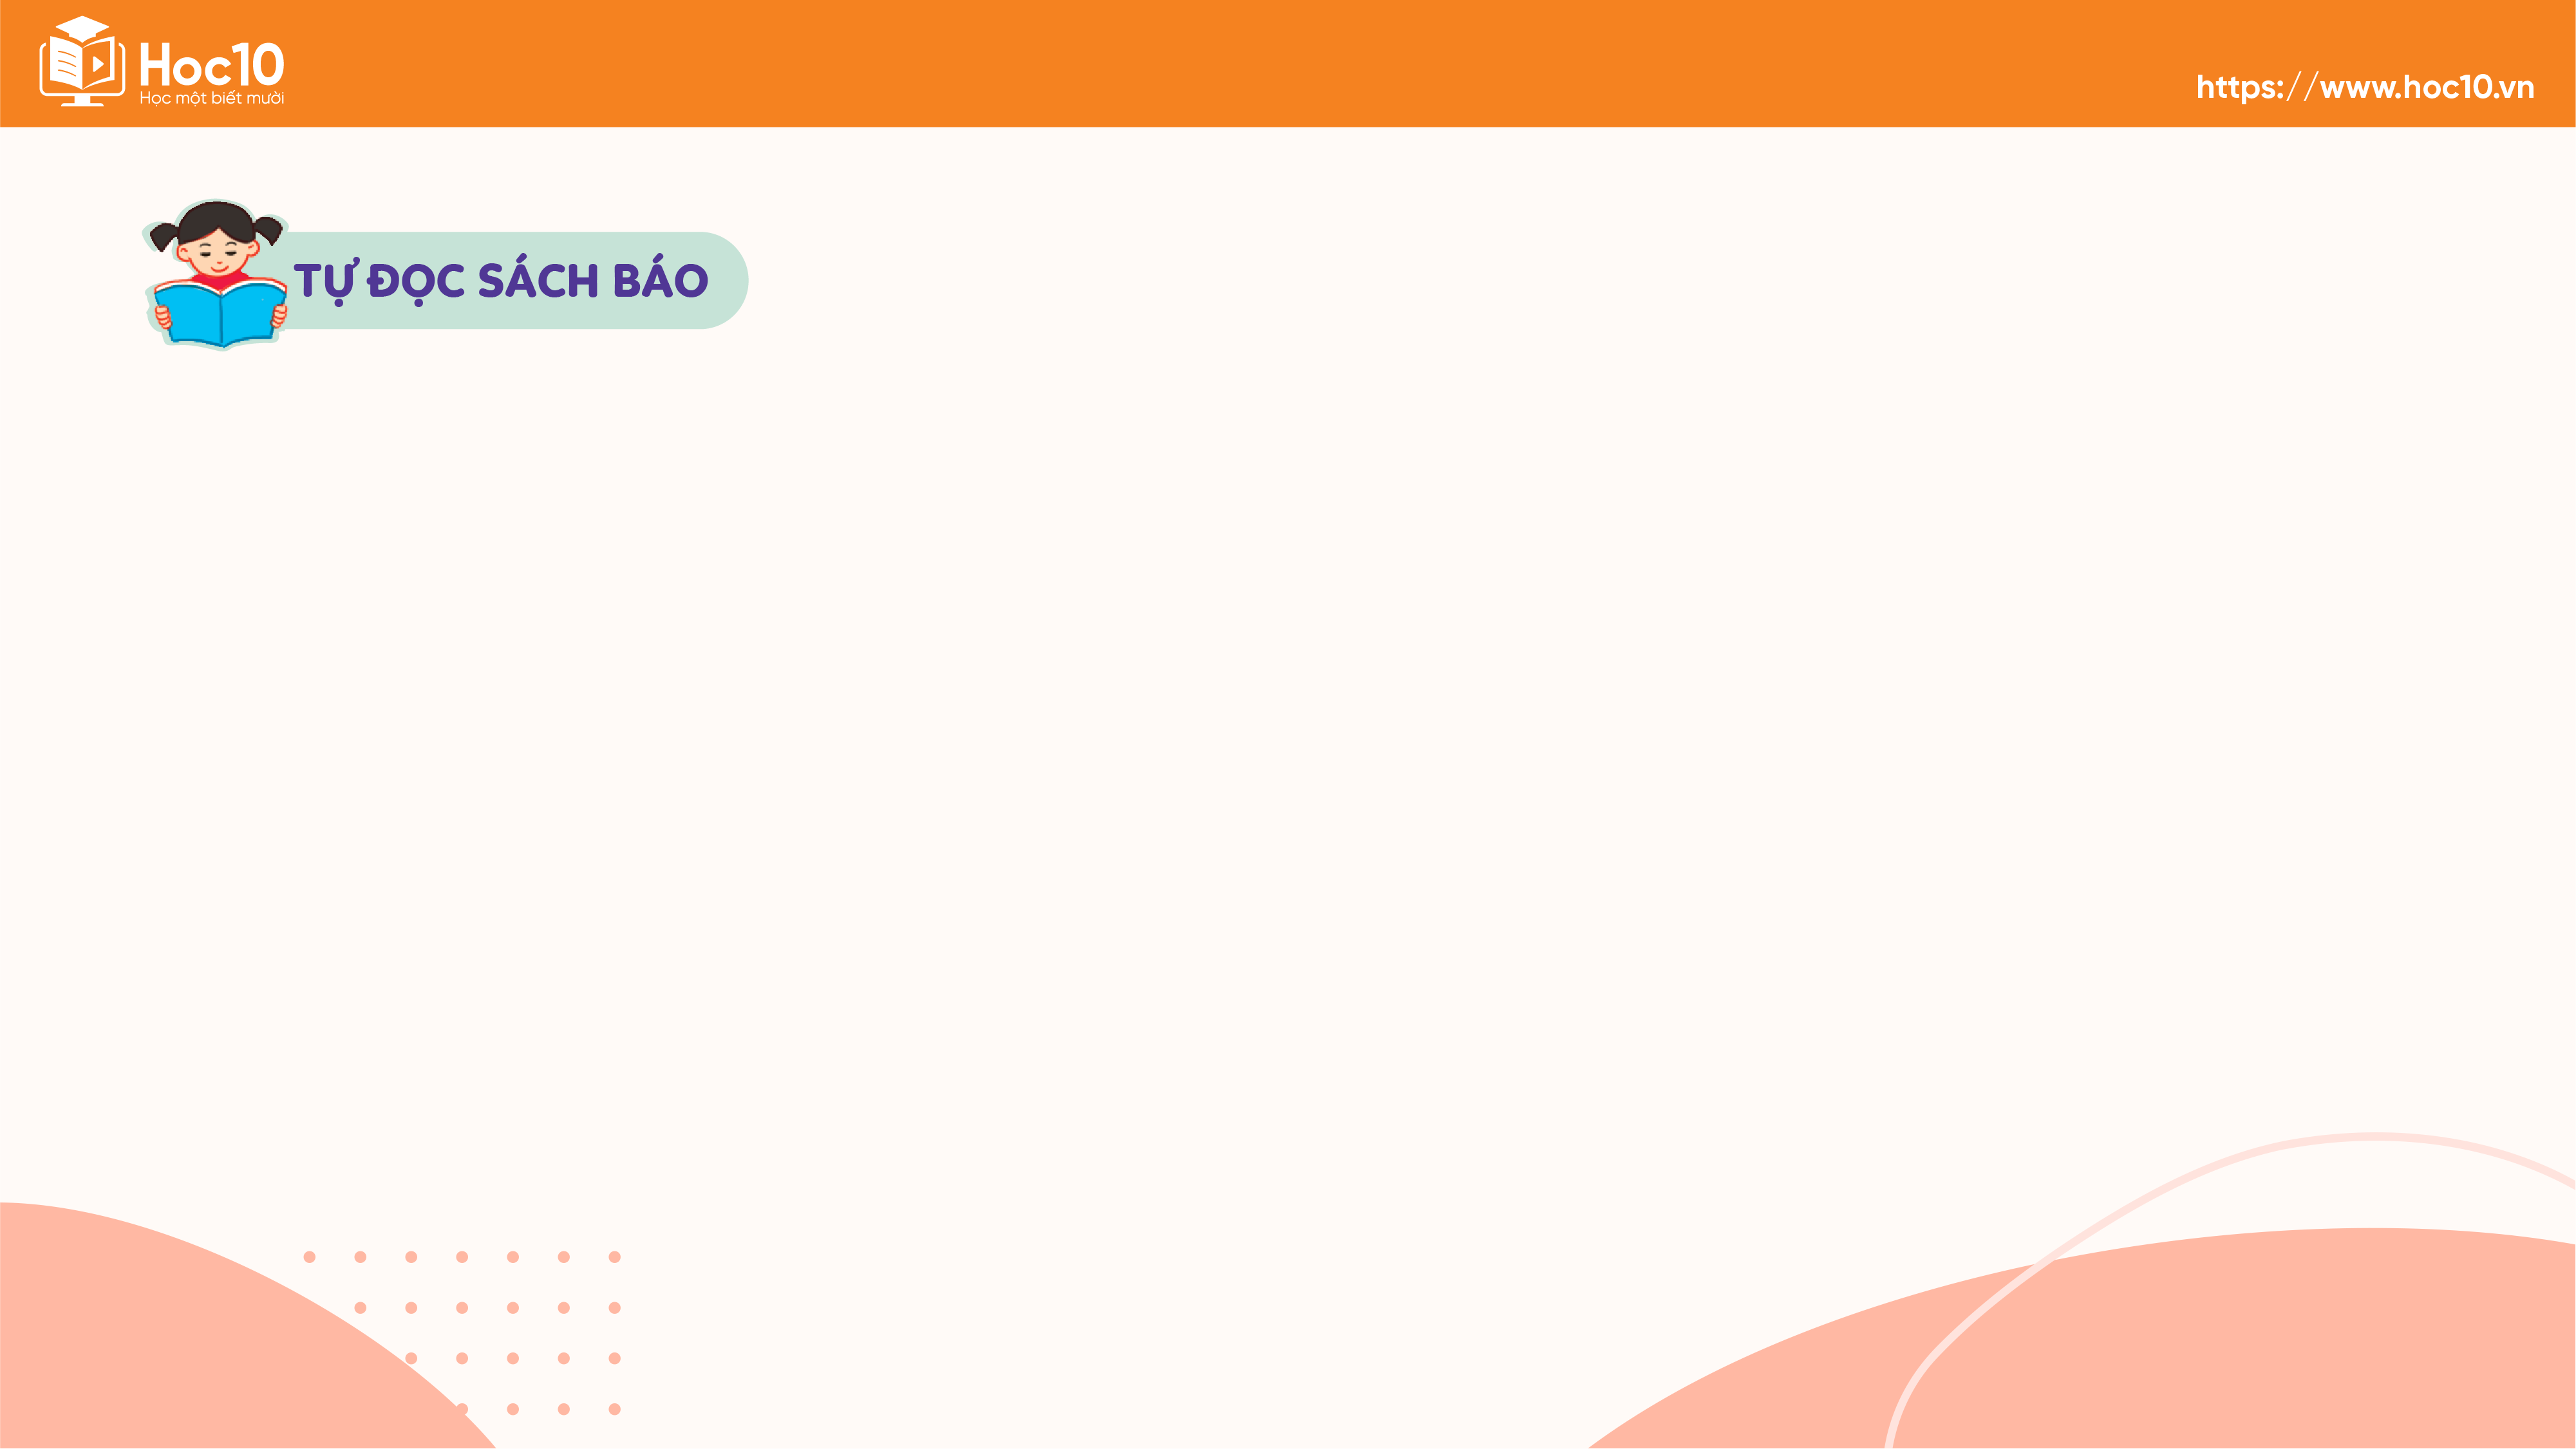 Hoc10
Học một biết mười
https://www.hoc10.vn
TỰ ĐỌC SÁCH BÁO